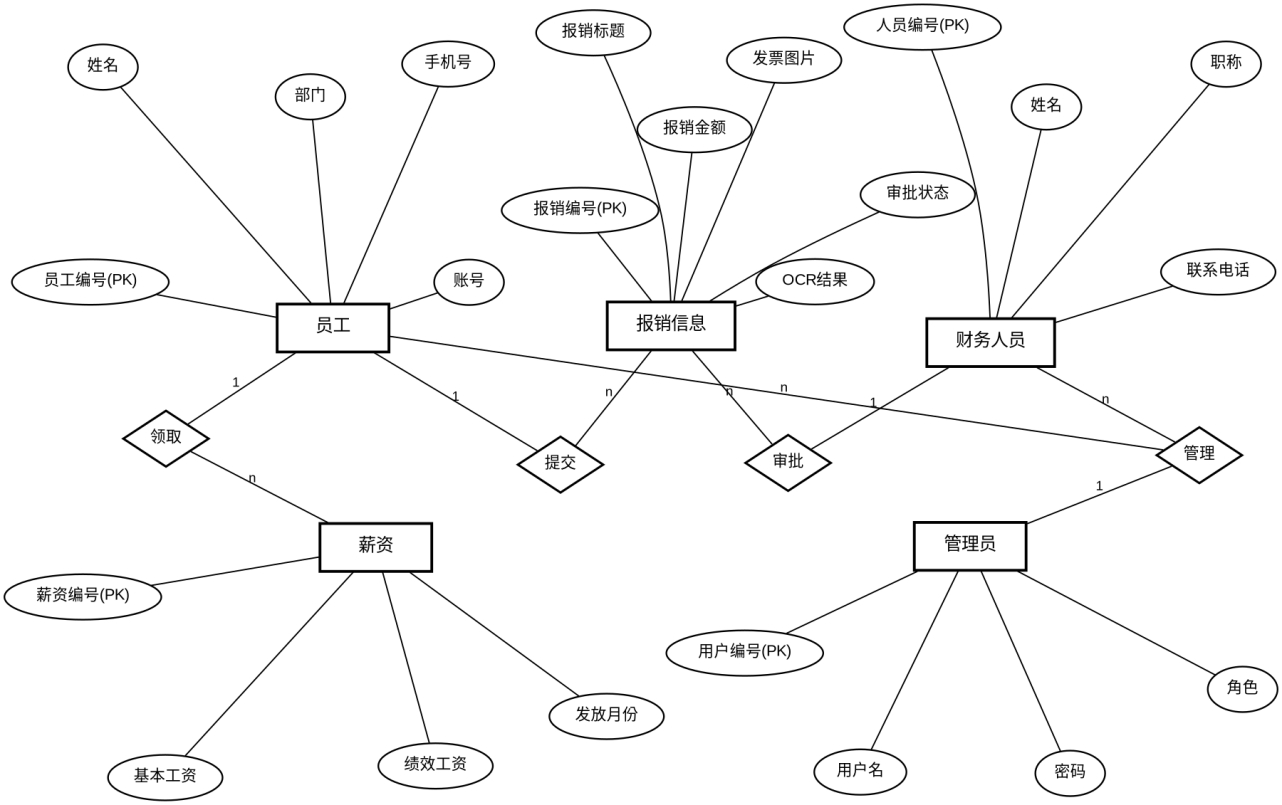 报销标题
人员编号(PK)
姓名
手机号
发票图片
职称
部门
姓名
报销金额
报销编号(PK)
审批状态
员工编号(PK)
账号
OCR结果
联系电话
员工
报销信息
财务人员
1
1
n
n
n
1
n
领取
提交
审批
管理
n
1
薪资
管理员
薪资编号(PK)
用户编号(PK)
角色
发放月份
基本工资
绩效工资
用户名
密码